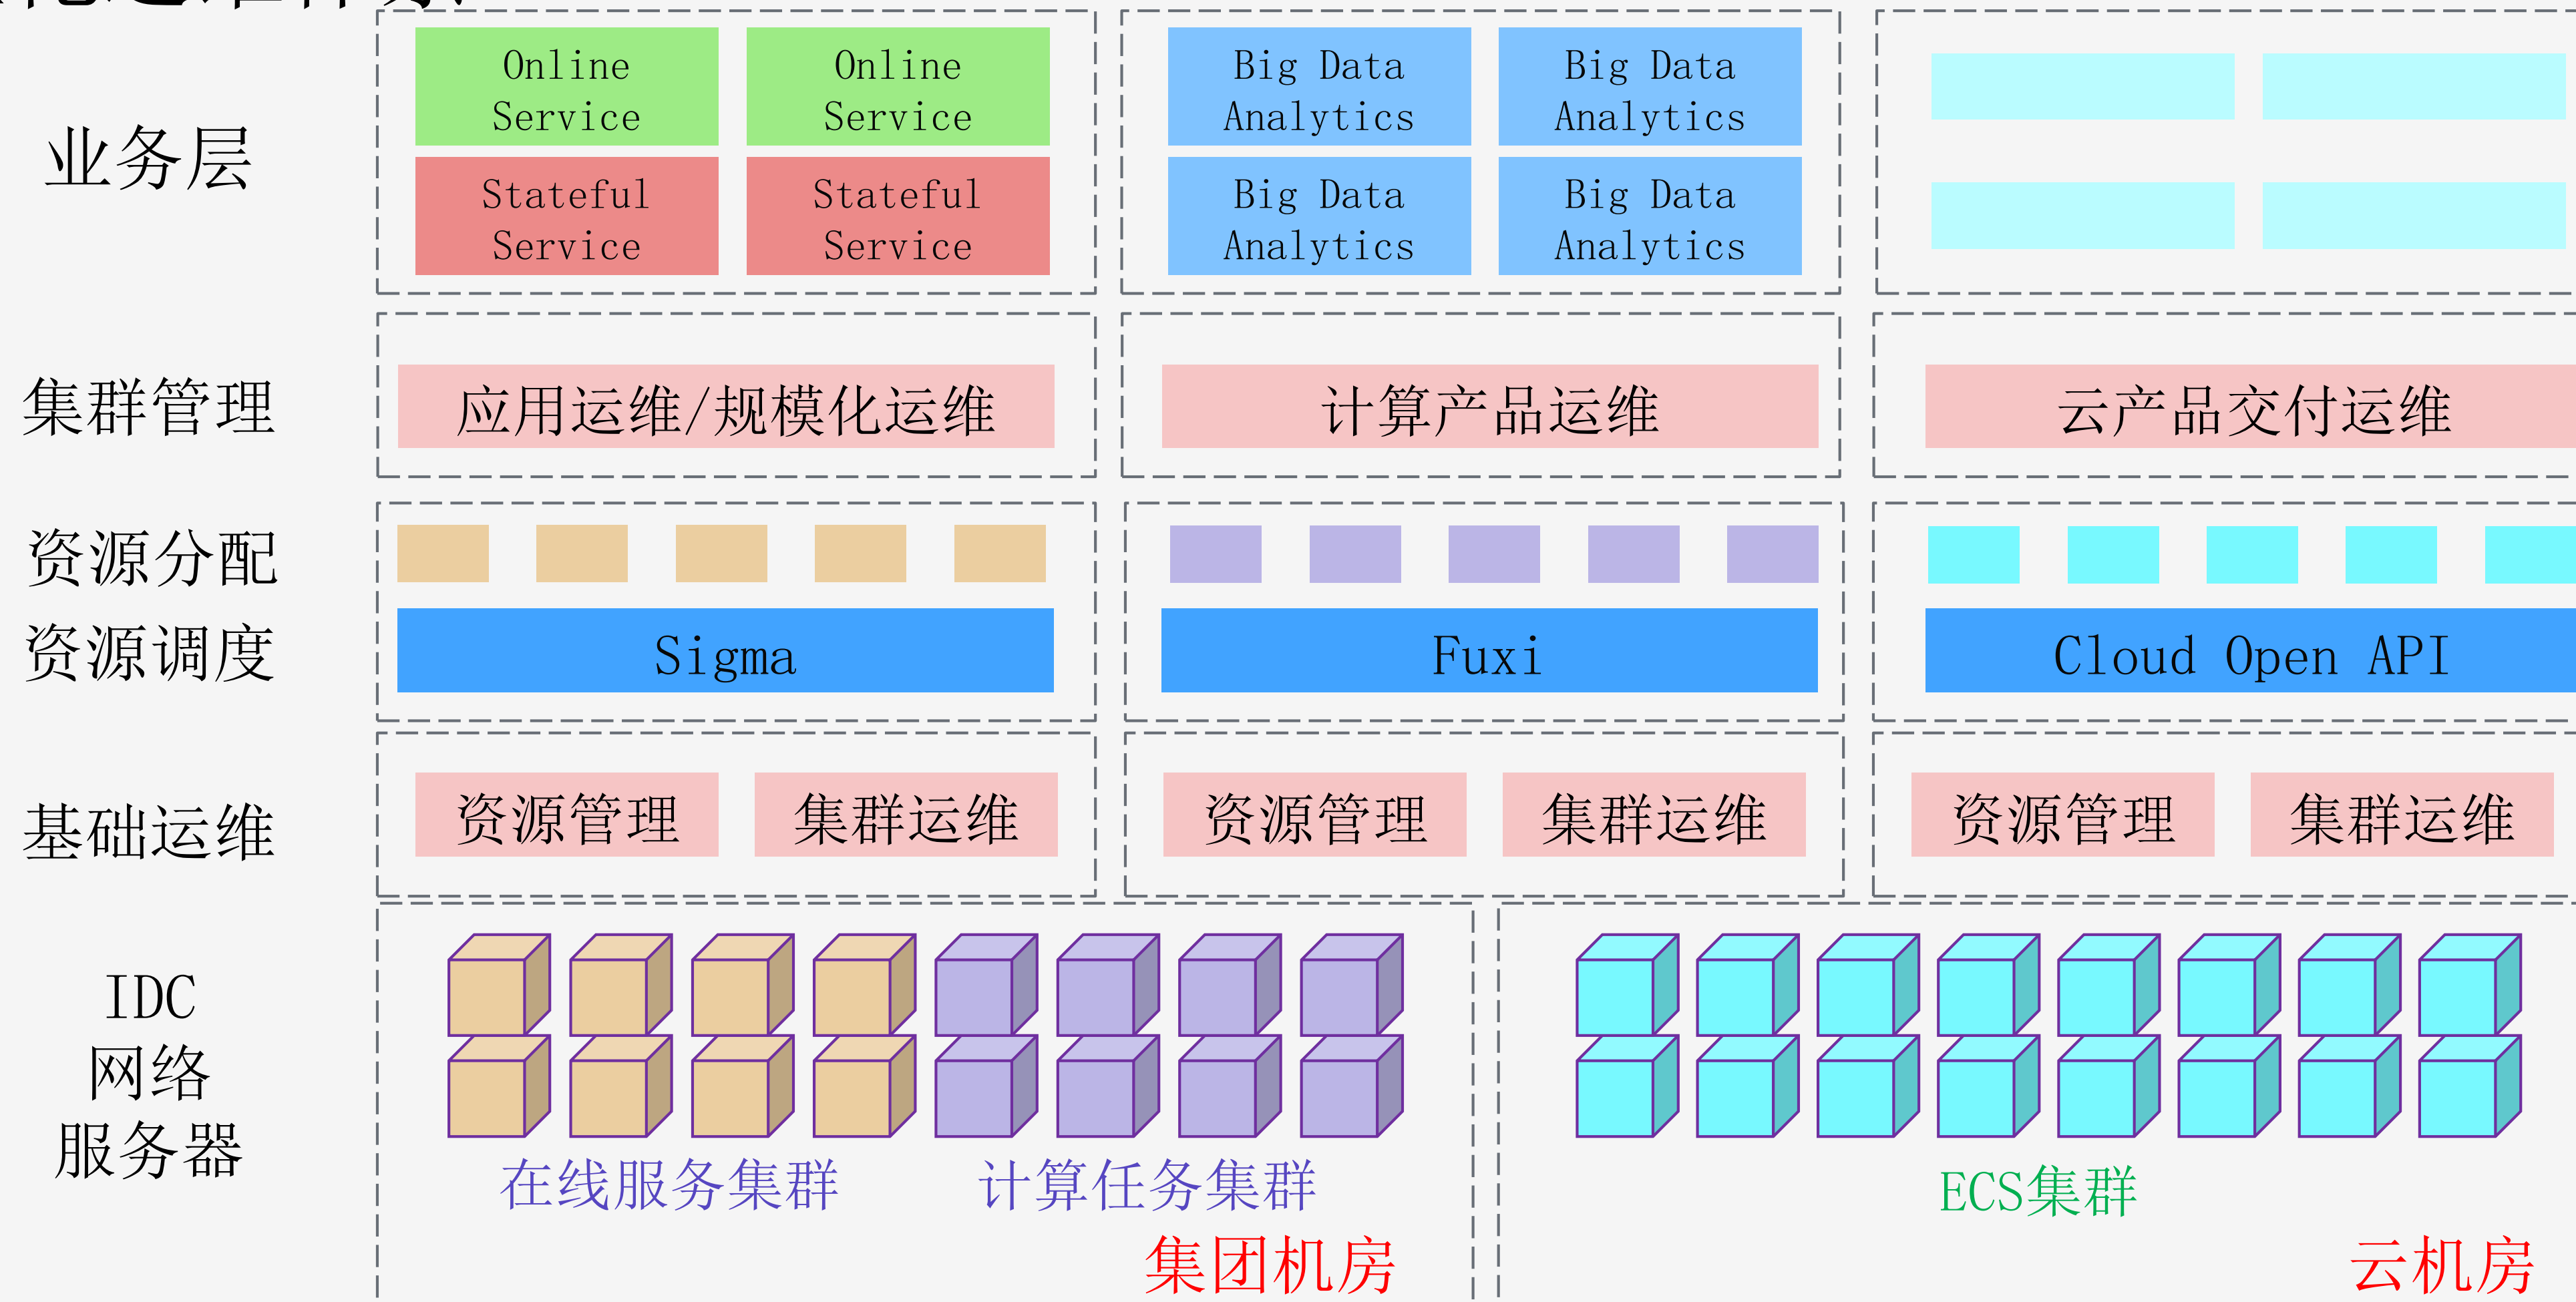 业务层
Online Service
Online Service
Stateful Service
Stateful Service
Big Data Analytics
Big Data Analytics
Big Data Analytics
Big Data Analytics
集群管理
应用运维/规模化运维
计算产品运维
云产品交付运维
资源分配
资源调度
Sigma
Fuxi
Cloud Open API
基础运维
资源管理
集群运维
资源管理
集群运维
资源管理
集群运维
IDC
网络
服务器
在线服务集群
计算任务集群
集团机房
ECS集群
云机房